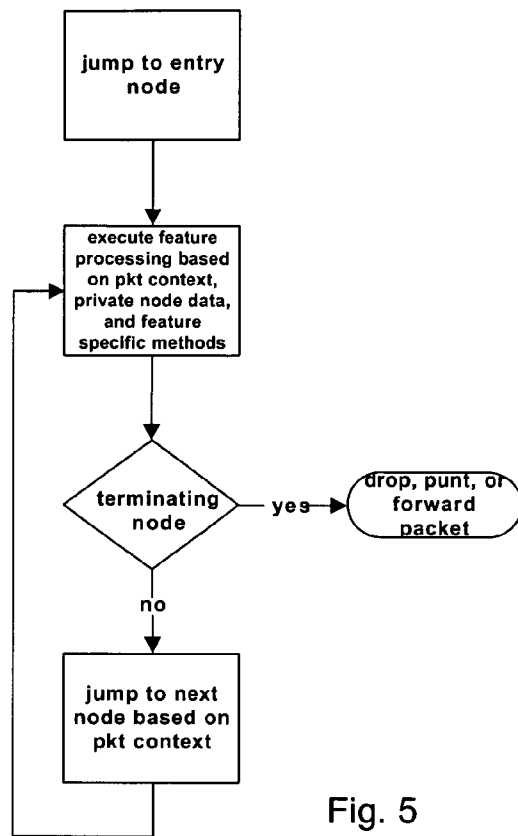 jump to entry
node
execute feature
processing based
on pkt context,
private node data,
and feature
specific methods
terminating
node
yes
drop, punt, or
forward
packet
no
jump to next
node based on
pkt context
Fig. 5